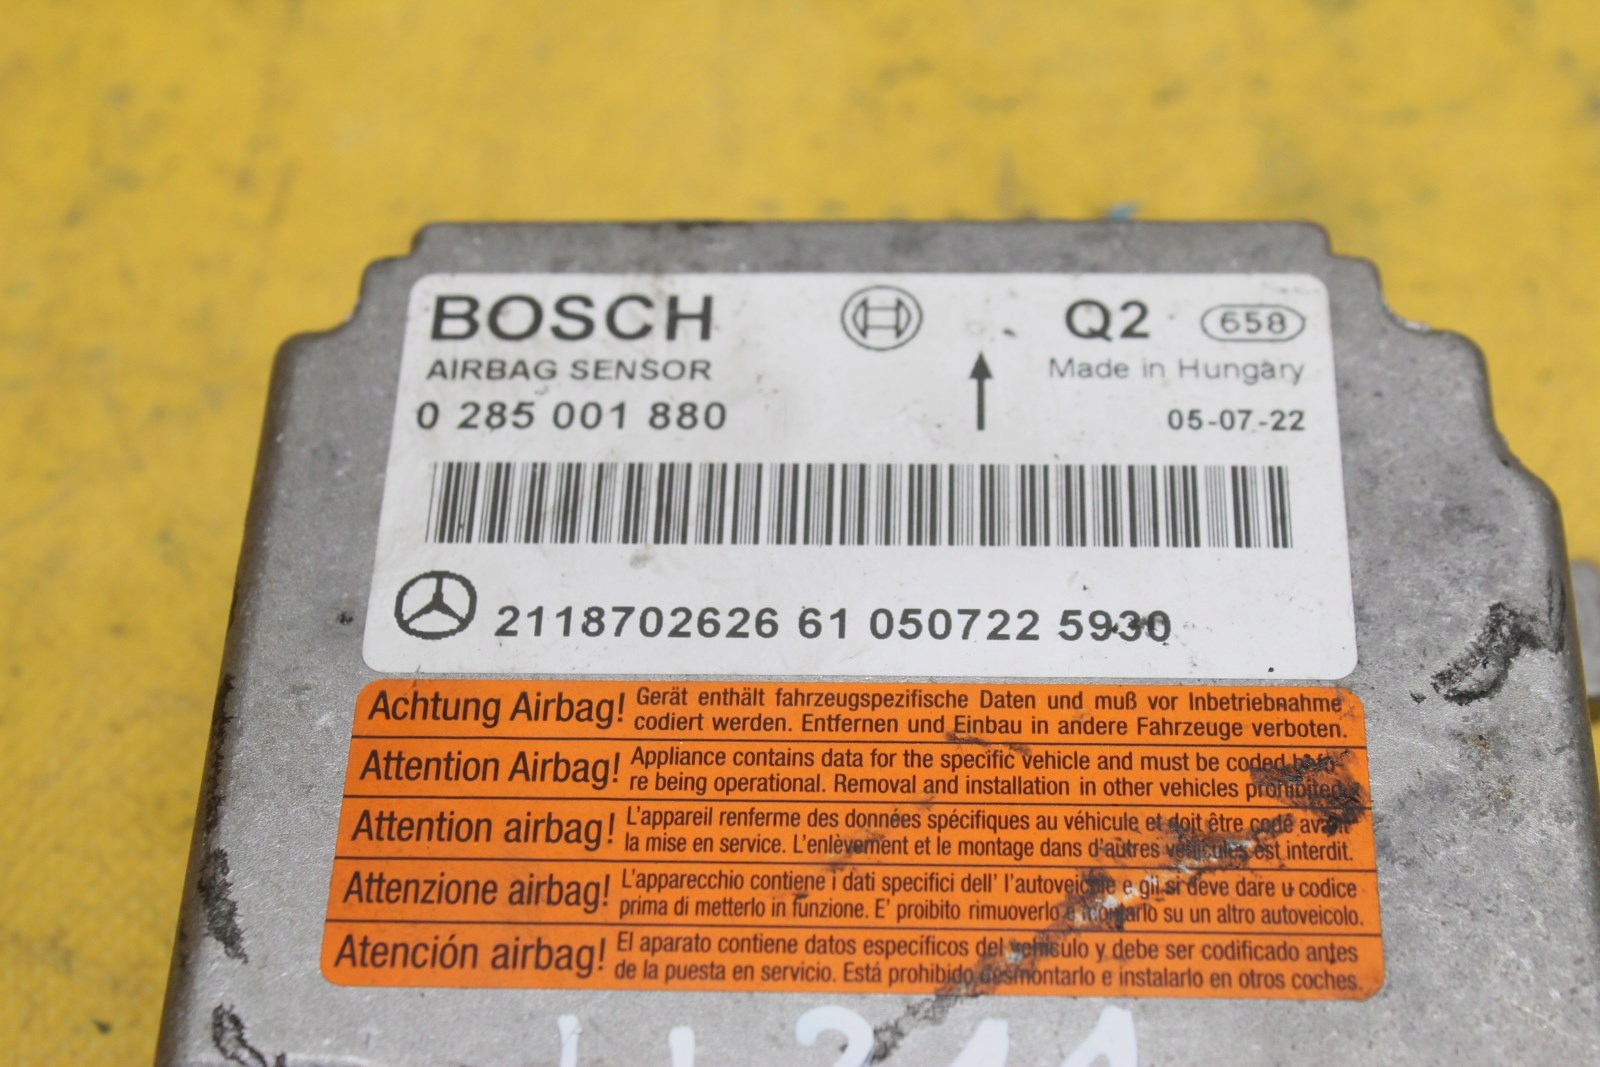 BOSCH
Q2 658
AIRBAG SENSOR
Made in Hungary
0 285 001 880
05-07-22
2118702626 61 050722 5930
Achtung Airbag! Gerät enthält fahrzeugspezifische Daten und muß vor Inbetriebnahme
codiert werden. Entfernen und Einbau in andere Fahrzeuge verboten.
Attention Airbag! Appliance contains data for the specific vehicle and must be coded befo-
re being operational. Removal and installation in other vehicles prohibited.
Attention airbag! L'appareil renferme des données spécifiques au véhicule et doit être codé avant
la mise en service. L'enlèvement et le montage dans d'autres véhicules est interdit.
Attenzione airbag! L'apparecchio contiene i dati specifici dell' l'autoveicole e gli si deve dare u codice
prima di metterlo in funzione. E' proibito rimuoverlo e montarlo su un altro autoveicolo.
Atención airbag! El aparato contiene datos específicos del vehículo y debe ser codificado antes
de la puesta en servicio. Está prohibido desmontarlo e instalarlo en otros coches.